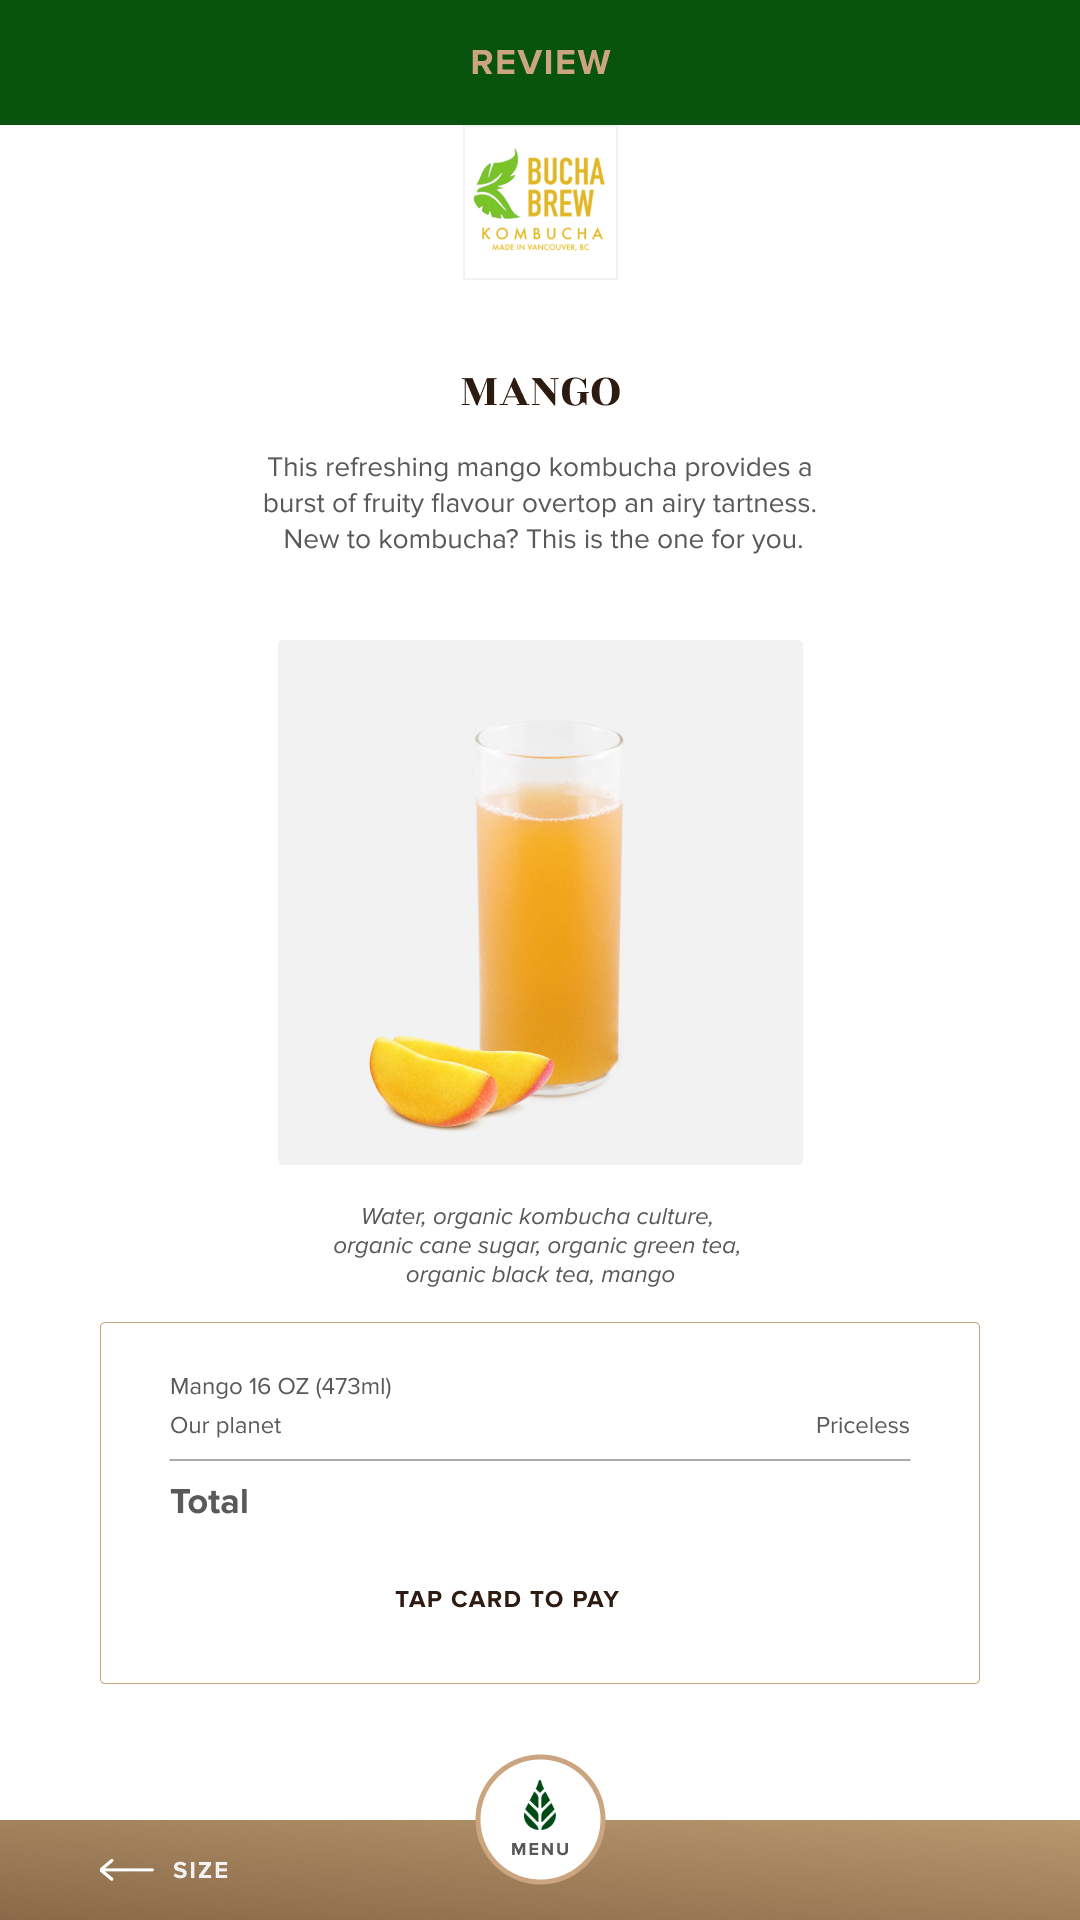 REVIEW
BUCHA
BREW
KOMBUCHA
MADE IN VANCOUVER, BC
MANGO
This refreshing mango kombucha provides a
burst of fruity flavour overtop an airy tartness.
New to kombucha? This is the one for you.
Water, organic kombucha culture,
organic cane sugar, organic green tea,
organic black tea, mango
Mango 16 OZ (473ml)
Our planet Priceless
Total
TAP CARD TO PAY
MENU
SIZE